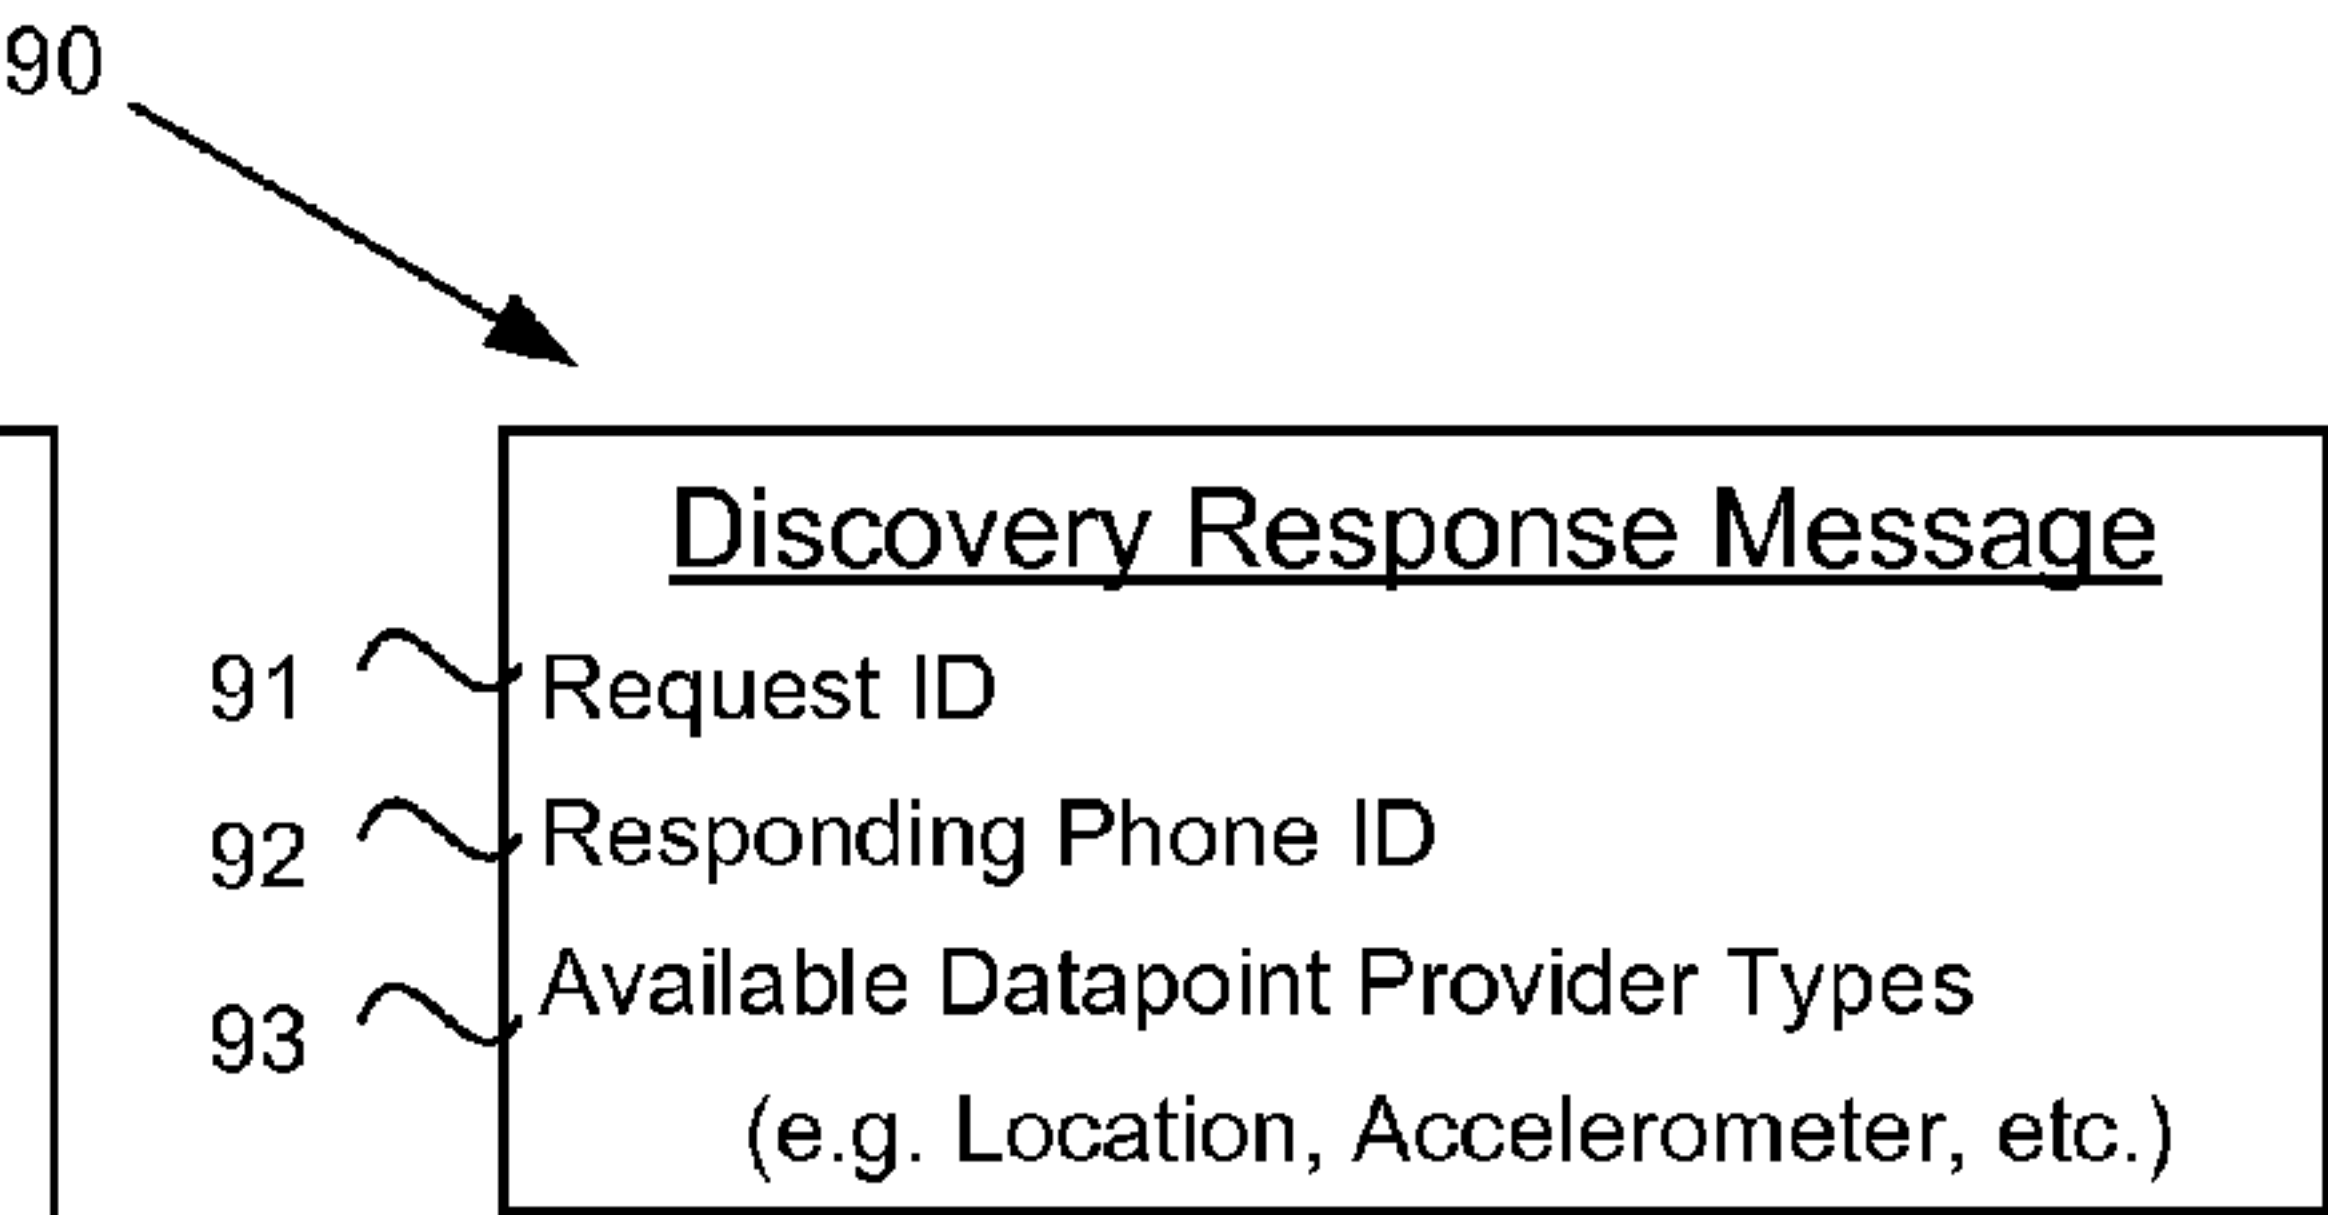 90
Discovery Response Message
91 Request ID
92 Responding Phone ID
93 Available Datapoint Provider Types
(e.g. Location, Accelerometer, etc.)